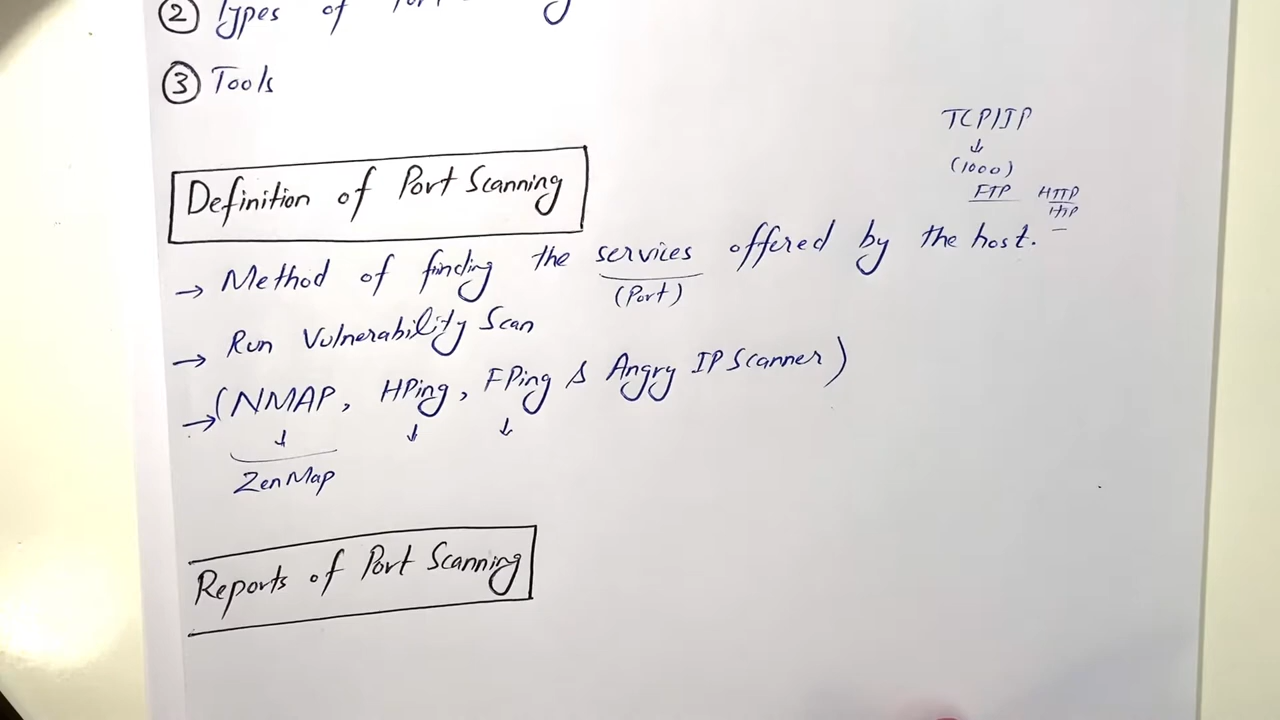 ② Types of
③ Tools
TCP/IP
↓
(1000)
FTP HTTP
Definition of Port Scanning
→ Method of finding the services offered by the host.
(Port)
→ Run Vulnerability Scan
→ (NMAP, HPing, FPing & Angry IP Scanner)
↓ ↓ ↓
ZenMap
Reports of Port Scanning